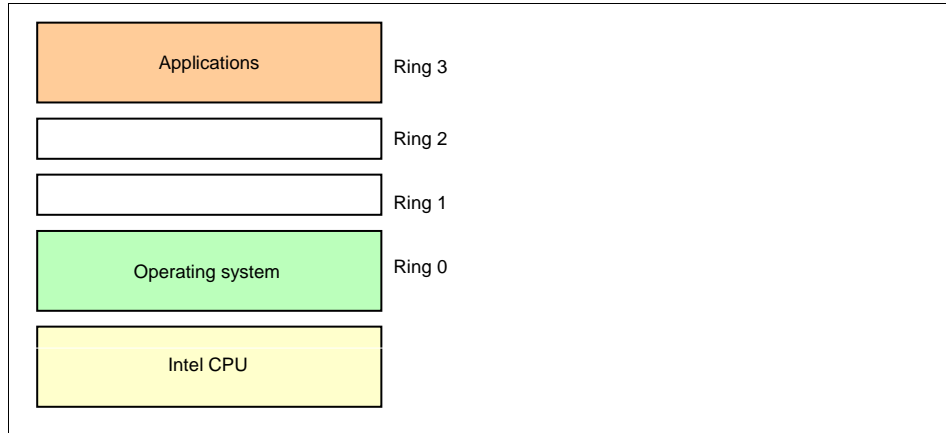 Applications
Ring 3
Ring 2
Ring 1
Operating system
Ring 0
Intel CPU